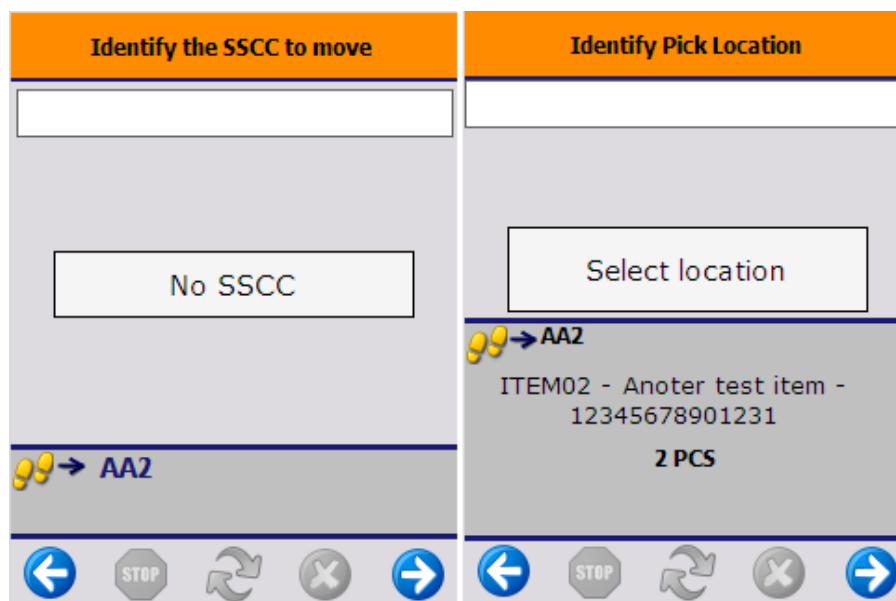 Identify the SSCC to move
No SSCC
AA2
STOP
Identify Pick Location
Select location
AA2
ITEM02 - Anoter test item -
12345678901231
2 PCS
STOP